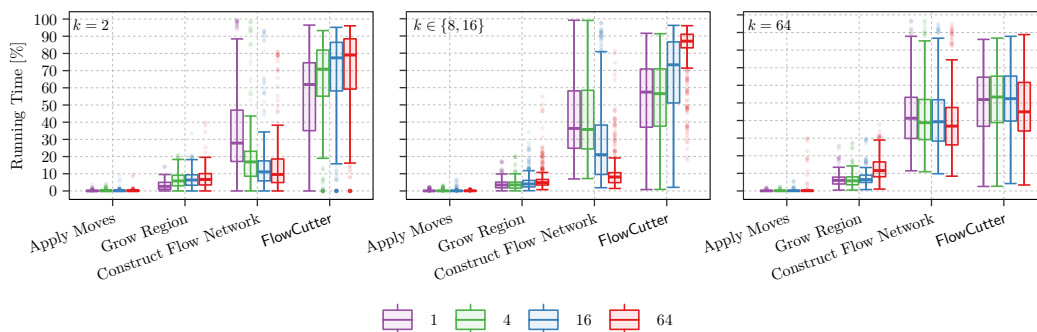 Running Time [%]
100
90
80
70
60
50
40
30
20
10
0
k = 2
k ∈ {8, 16}
k = 64
Apply Moves
Grow Region
Construct Flow Network
FlowCutter
Apply Moves
Grow Region
Construct Flow Network
FlowCutter
Apply Moves
Grow Region
Construct Flow Network
FlowCutter
1 4 16 64